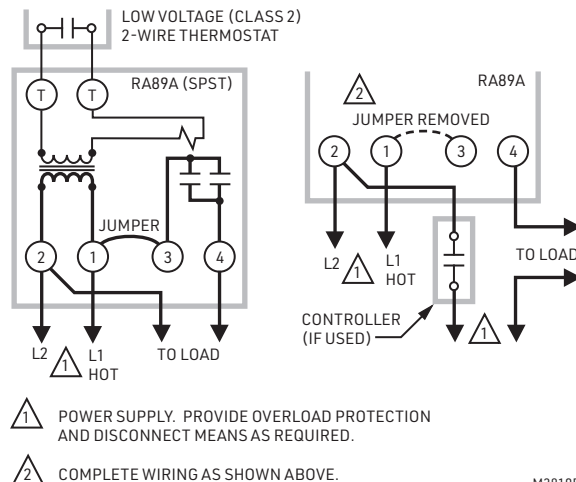 LOW VOLTAGE (CLASS 2)
2-WIRE THERMOSTAT
RA89A (SPST)
T
T
JUMPER
2
1
3
4
L2
1
L1
HOT
TO LOAD
RA89A
2
JUMPER REMOVED
2
1
3
4
L2
1
L1
HOT
TO LOAD
CONTROLLER
(IF USED)
1
1 POWER SUPPLY. PROVIDE OVERLOAD PROTECTION
AND DISCONNECT MEANS AS REQUIRED.
2 COMPLETE WIRING AS SHOWN ABOVE.